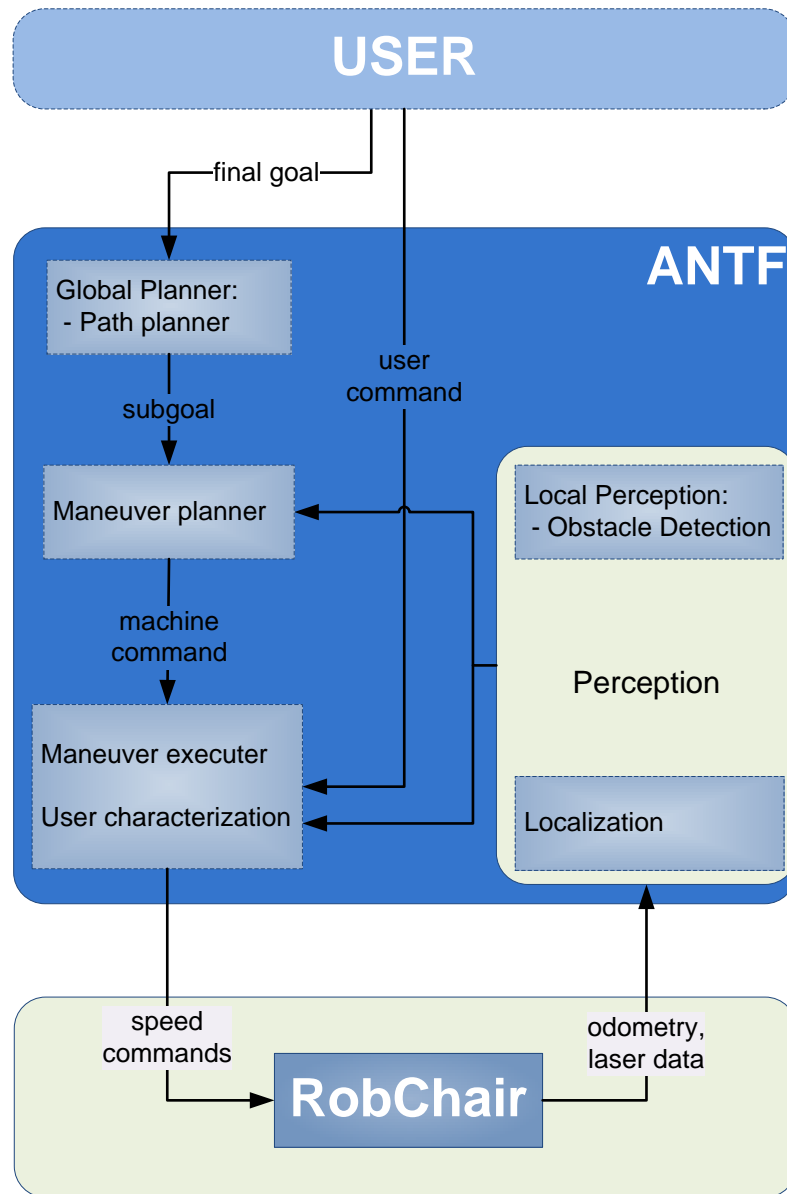 USER
final goal
ANTF
Global Planner:
- Path planner
user
command
subgoal
Local Perception:
- Obstacle Detection
Maneuver planner
machine
command
Perception
Maneuver executer
User characterization
Localization
speed
commands
odometry,
laser data
RobChair